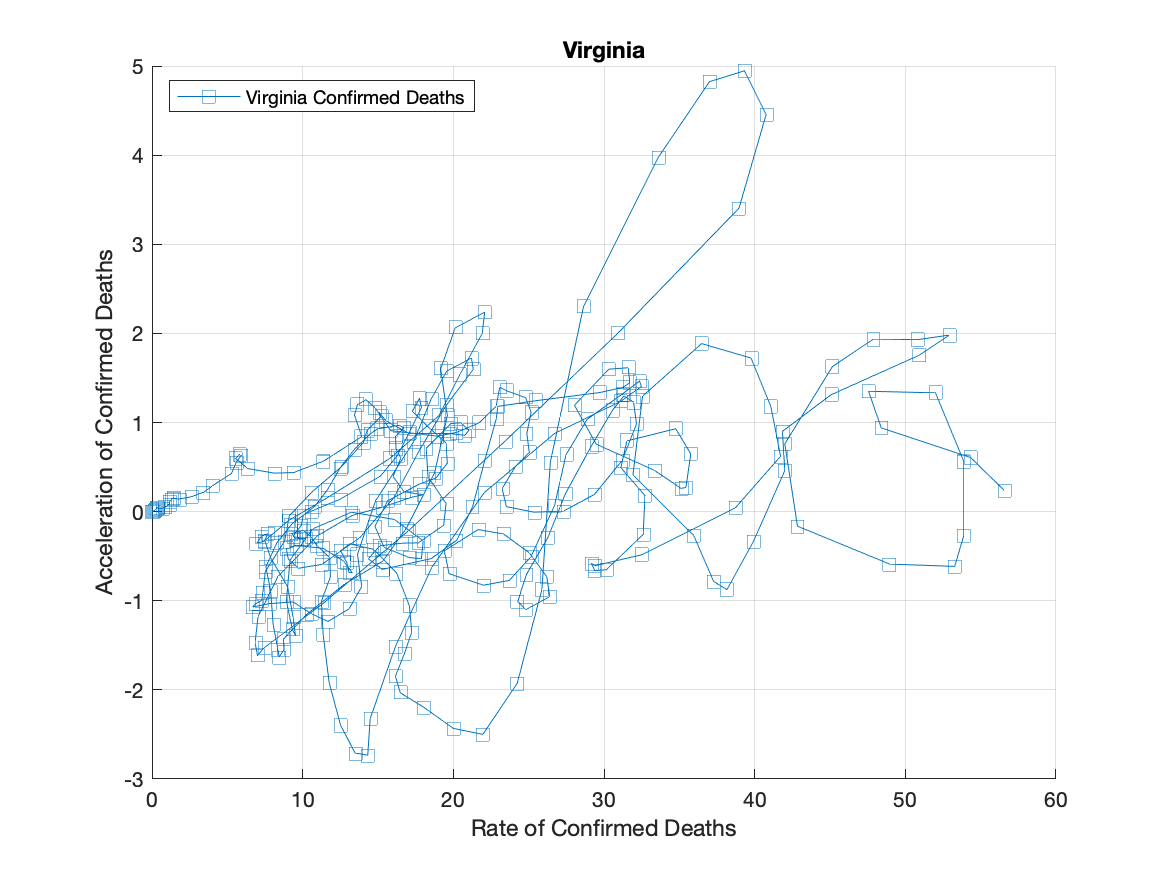 Virginia
Virginia Confirmed Deaths
5
4
3
2
1
0
-1
-2
-3
0 10 20 30 40 50 60
Acceleration of Confirmed Deaths
Rate of Confirmed Deaths